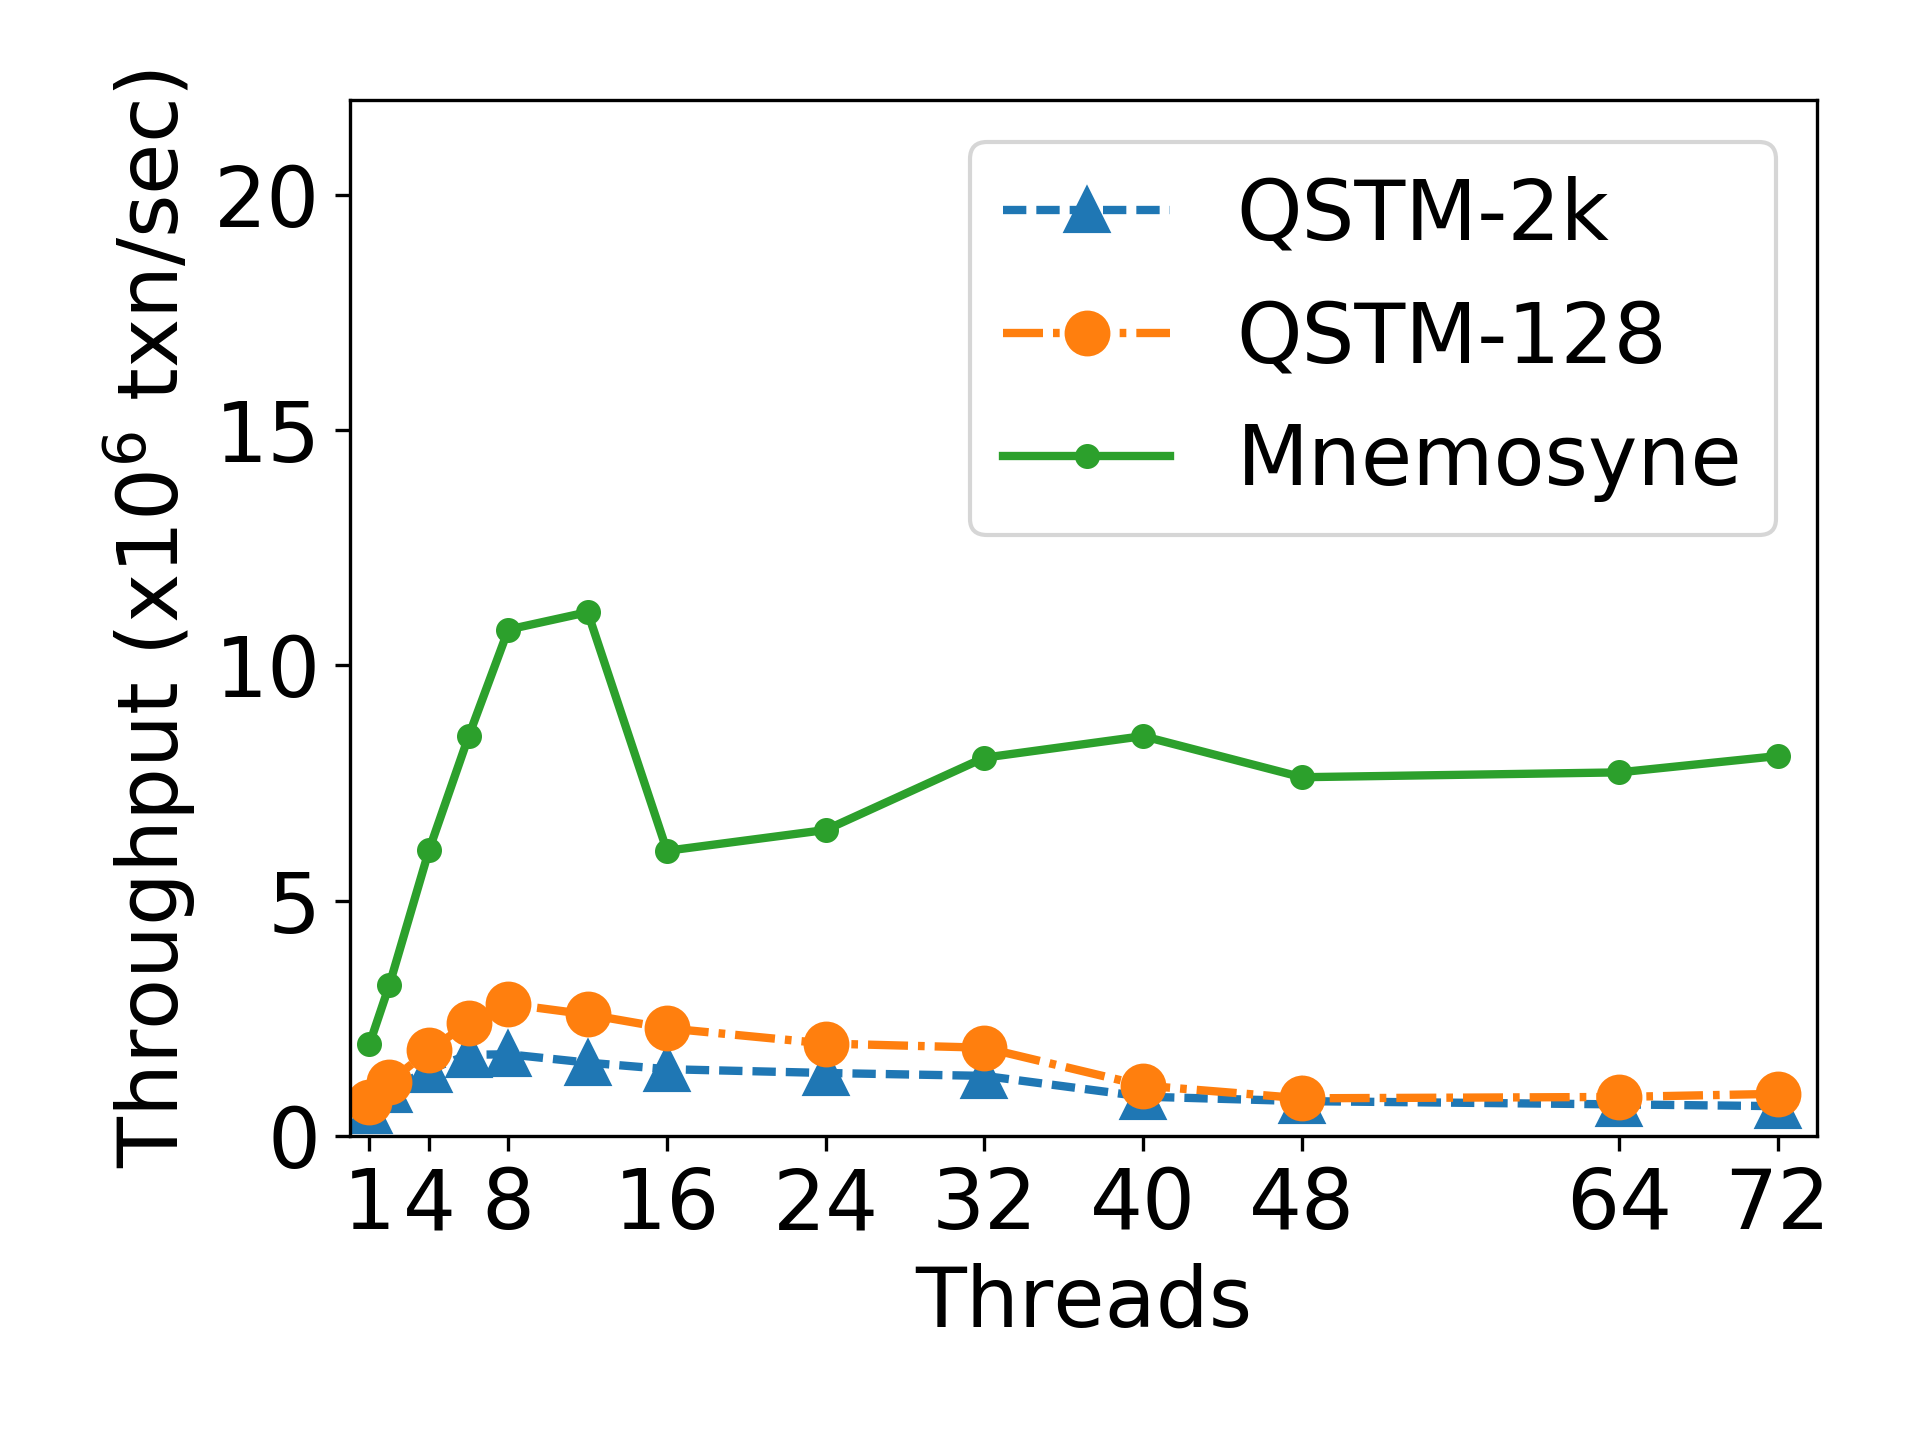 Throughput (x10⁶ txn/sec)
20
15
10
5
0
QSTM-2k
QSTM-128
Mnemosyne
1 4 8 16 24 32 40 48 64 72
Threads